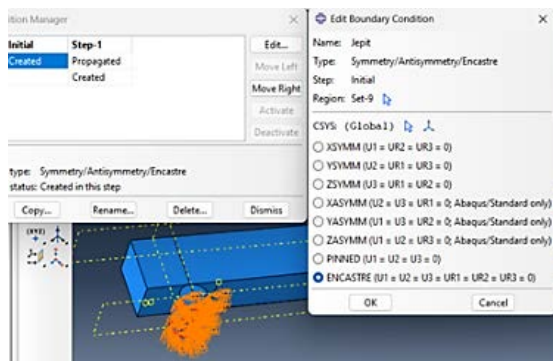 ition Manager
Initial Step-1
Created Propagated
Created
Edit...
Move Left
Move Right
Activate
Deactivate
type: Symmetry/Antisymmetry/Encastre
status: Created in this step
Copy... Rename... Delete... Dismiss
(XYZ)
Edit Boundary Condition
Name: Jepit
Type: Symmetry/Antisymmetry/Encastre
Step: Initial
Region: Set-9
CSYS: (Global)
XSYMM (U1 = UR2 = UR3 = 0)
YSYMM (U2 = UR1 = UR3 = 0)
ZSYMM (U3 = UR1 = UR2 = 0)
XASYMM (U2 = U3 = UR1 = 0; Abaqus/Standard only)
YASYMM (U1 = U3 = UR2 = 0; Abaqus/Standard only)
ZASYMM (U1 = U2 = UR3 = 0; Abaqus/Standard only)
PINNED (U1 = U2 = U3 = 0)
ENCASTRE (U1 = U2 = U3 = UR1 = UR2 = UR3 = 0)
OK Cancel